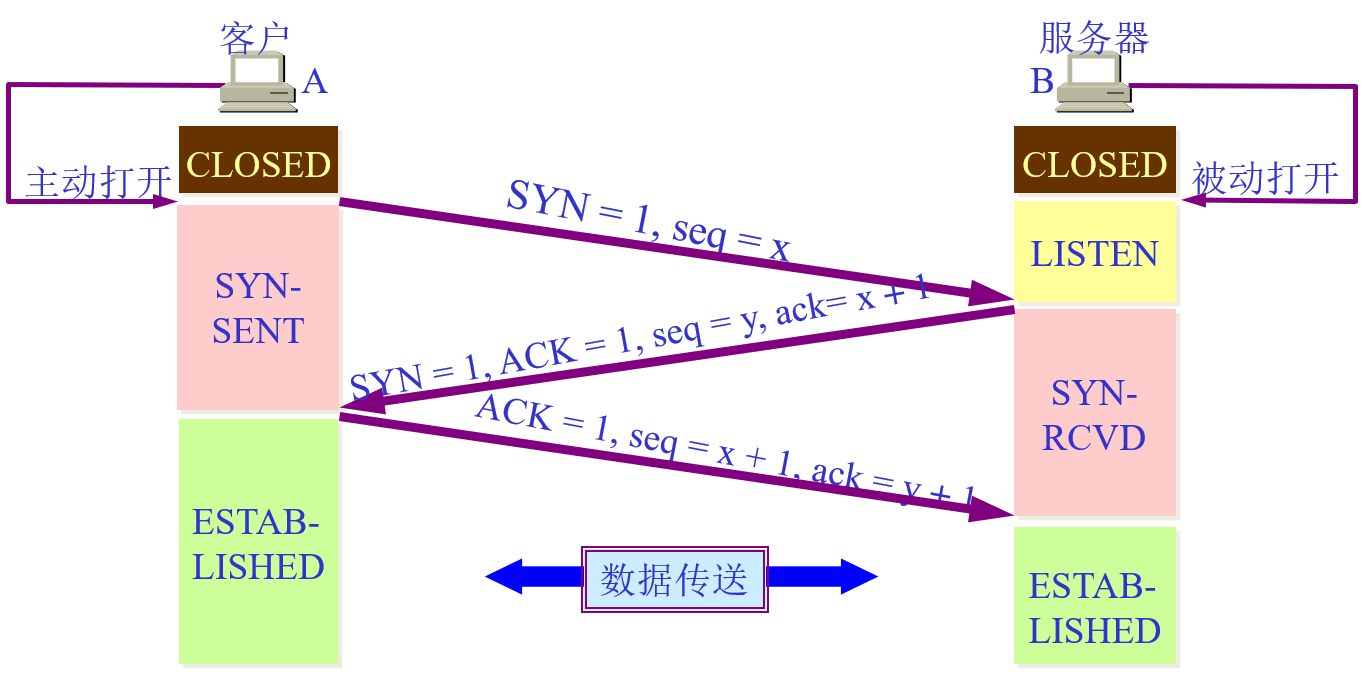 客户
服务器
A
B
CLOSED
CLOSED
主动打开
被动打开
SYN = 1, seq = x
SYN-
SENT
LISTEN
SYN = 1, ACK = 1, seq = y, ack= x + 1
SYN-
RCVD
ACK = 1, seq = x + 1, ack = y + 1
ESTAB-
LISHED
数据传送
ESTAB-
LISHED